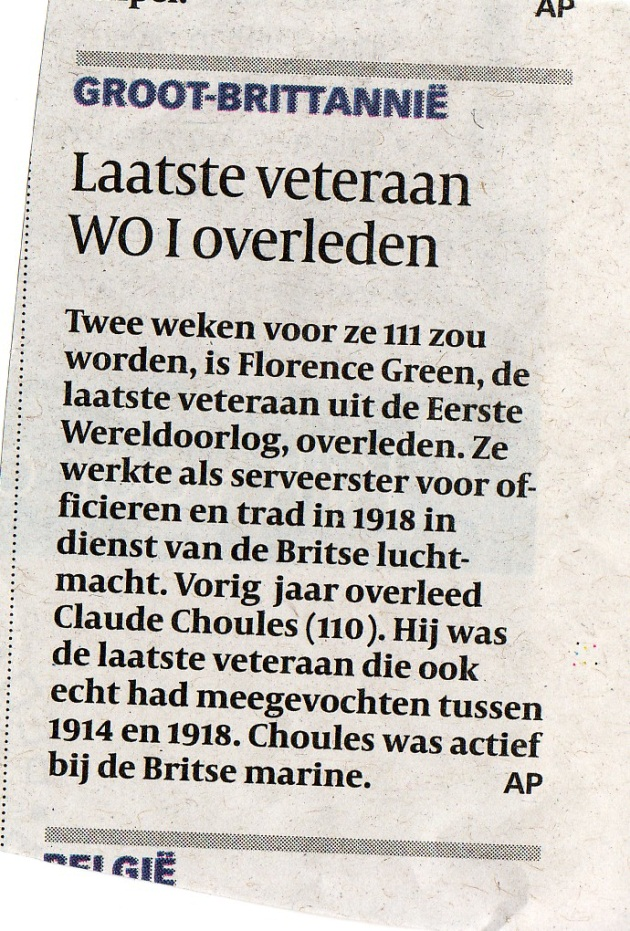 AP
GROOT-BRITTANNIË
Laatste veteraan
WO I overleden
Twee weken voor ze 111 zou
worden, is Florence Green, de
laatste veteraan uit de Eerste
Wereldoorlog, overleden. Ze
werkte als serveerster voor of-
ficieren en trad in 1918 in
dienst van de Britse lucht-
macht. Vorig jaar overleed
Claude Choules (110). Hij was
de laatste veteraan die ook
echt had meegevochten tussen
1914 en 1918. Choules was actief
bij de Britse marine. AP
BELGIË